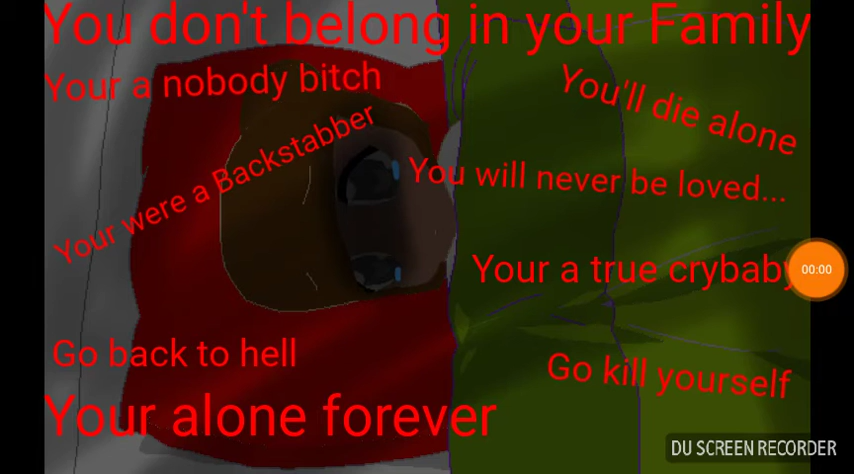 You don't belong in your Family
Your a nobody bitch
You'll die alone
Your were a Backstabber
You will never be loved...
Your a true crybaby
00:00
Go back to hell
Go kill yourself
Your alone forever
DU SCREEN RECORDER